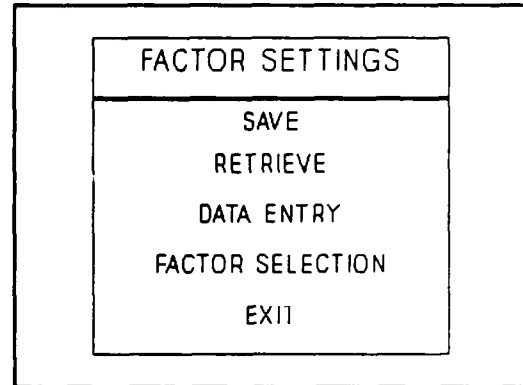 FACTOR SETTINGS
SAVE
RETRIEVE
DATA ENTRY
FACTOR SELECTION
EXIT